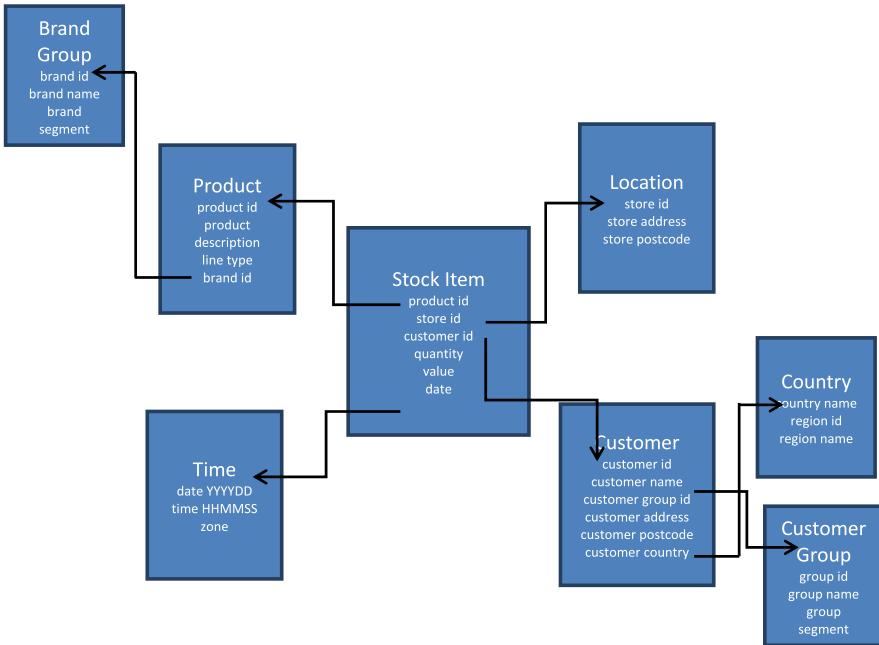 Brand
Group
brand id
brand name
brand
segment
Product
product id
product
description
line type
brand id
Stock Item
product id
store id
customer id
quantity
value
date
Location
store id
store address
store postcode
Time
date YYYYDD
time HHMMSS
zone
Customer
customer id
customer name
customer group id
customer address
customer postcode
customer country
Country
country name
region id
region name
Customer
Group
group id
group name
group
segment